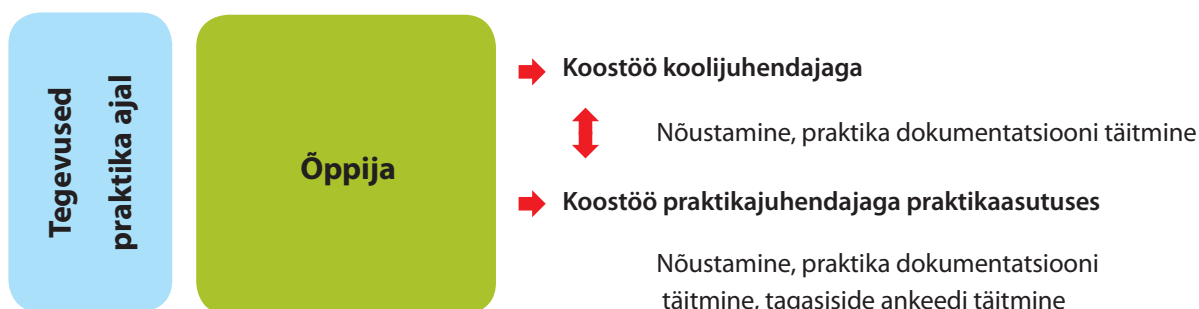 Tegevused
praktika ajal
Õppija
Koostöö koolijuhendajaga
Nõustamine, praktika dokumentatsiooni täitmine
Koostöö praktikajuhendajaga praktikaasutuses
Nõustamine, praktika dokumentatsiooni
täitmine, tagasiside ankeedi täitmine